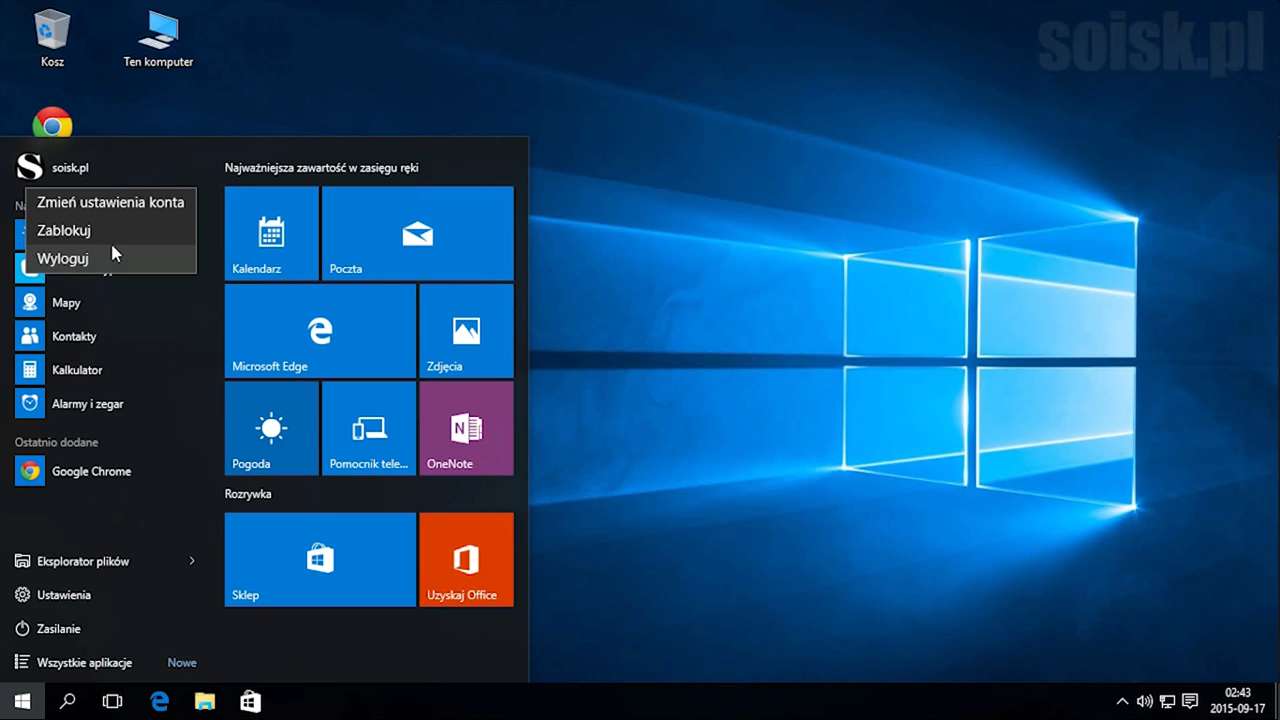 soisk.pl
Kosz
Ten komputer
soisk.pl
Zmień ustawienia konta
Zablokuj
Wyloguj
Mapy
Kontakty
Kalkulator
Alarmy i zegar
Ostatnio dodane
Google Chrome
Eksplorator plików
Ustawienia
Zasilanie
Wszystkie aplikacje Nowe
Najważniejsza zawartość w zasięgu ręki
Kalendarz
Poczta
Microsoft Edge
Zdjęcia
Pogoda
Pomocnik tele...
OneNote
Rozrywka
Sklep
Uzyskaj Office
02:43
2015-09-17